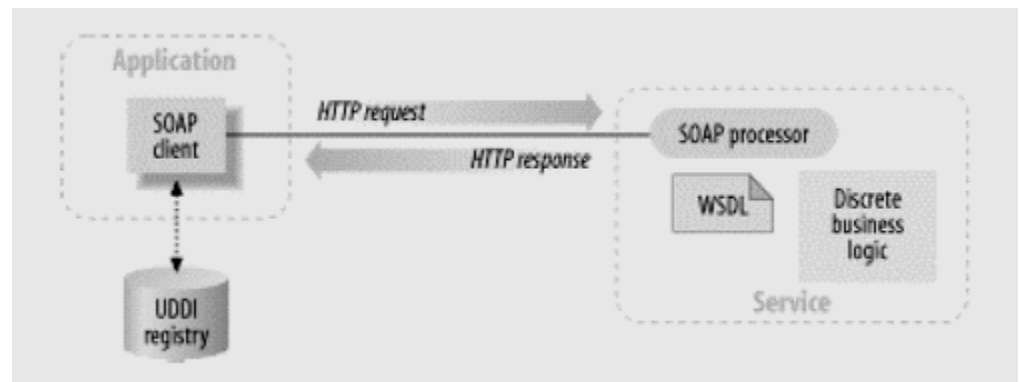 Application
SOAP
client
HTTP request
HTTP response
SOAP processor
WSDL
Discrete
business
logic
Service
UDDI
registry